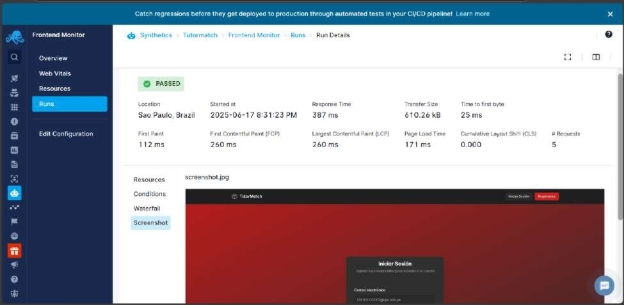 Catch regressions before they get deployed to production through automated tests in your CI/CD pipeline! Learn more
Frontend Monitor
Synthetics
Tutormatch
Frontend Monitor
Runs
Run Details
Overview
Web Vitals
Resources
Runs
Edit Configuration
PASSED
Location
Started at
Response Time
Transfer Size
Time to first byte
Sao Paulo, Brazil
2025-06-17 8:31:23 PM
387 ms
610.26 kB
25 ms
First Paint
First Contentful Paint (FCP)
Largest Contentful Paint (LCP)
Page Load Time
Cumulative Layout Shift (CLS)
# Requests
112 ms
260 ms
260 ms
171 ms
0.000
5
Resources
Conditions
Waterfall
Screenshot
screenshot.jpg
TutorMatch
Iniciar Sesión
Registrarse
Iniciar Sesión